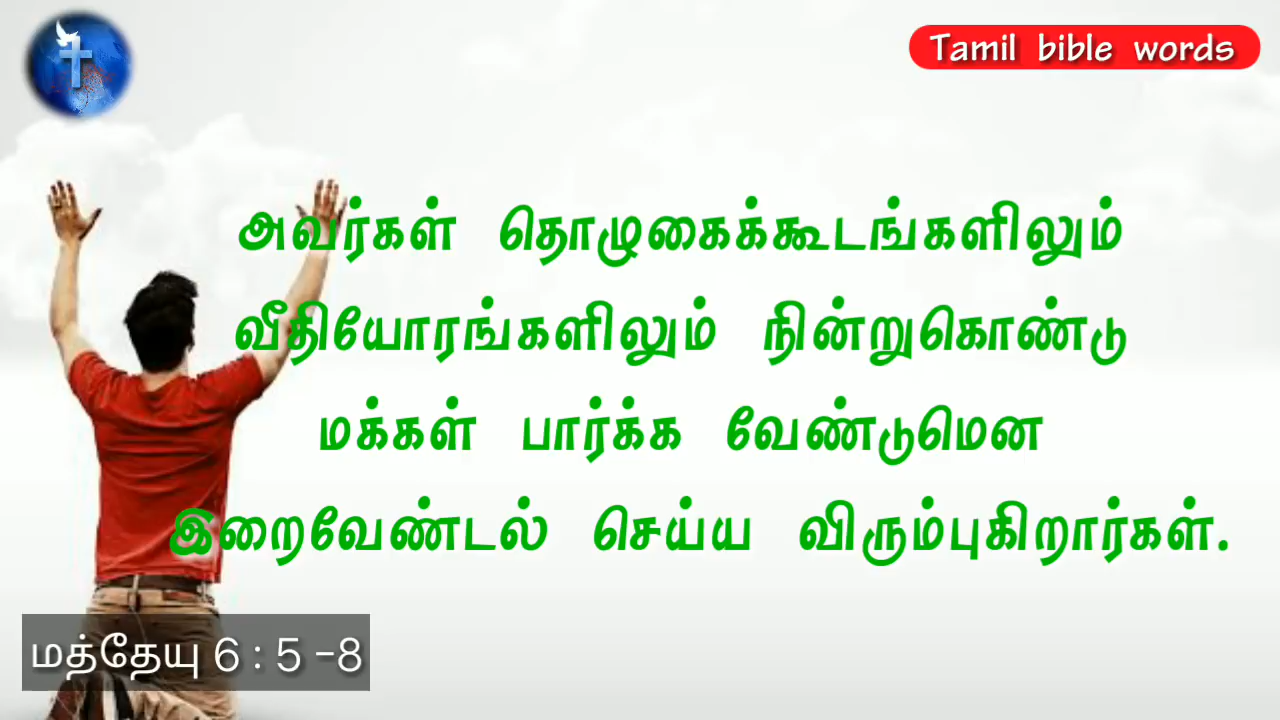 Tamil bible words
அவர்கள் தொழுகைக்கூடங்களிலும்
வீதியோரங்களிலும் நின்றுகொண்டு
மக்கள் பார்க்க வேண்டுமென
இறைவேண்டல் செய்ய விரும்புகிறார்கள்.
மத்தேயு 6 : 5 -8